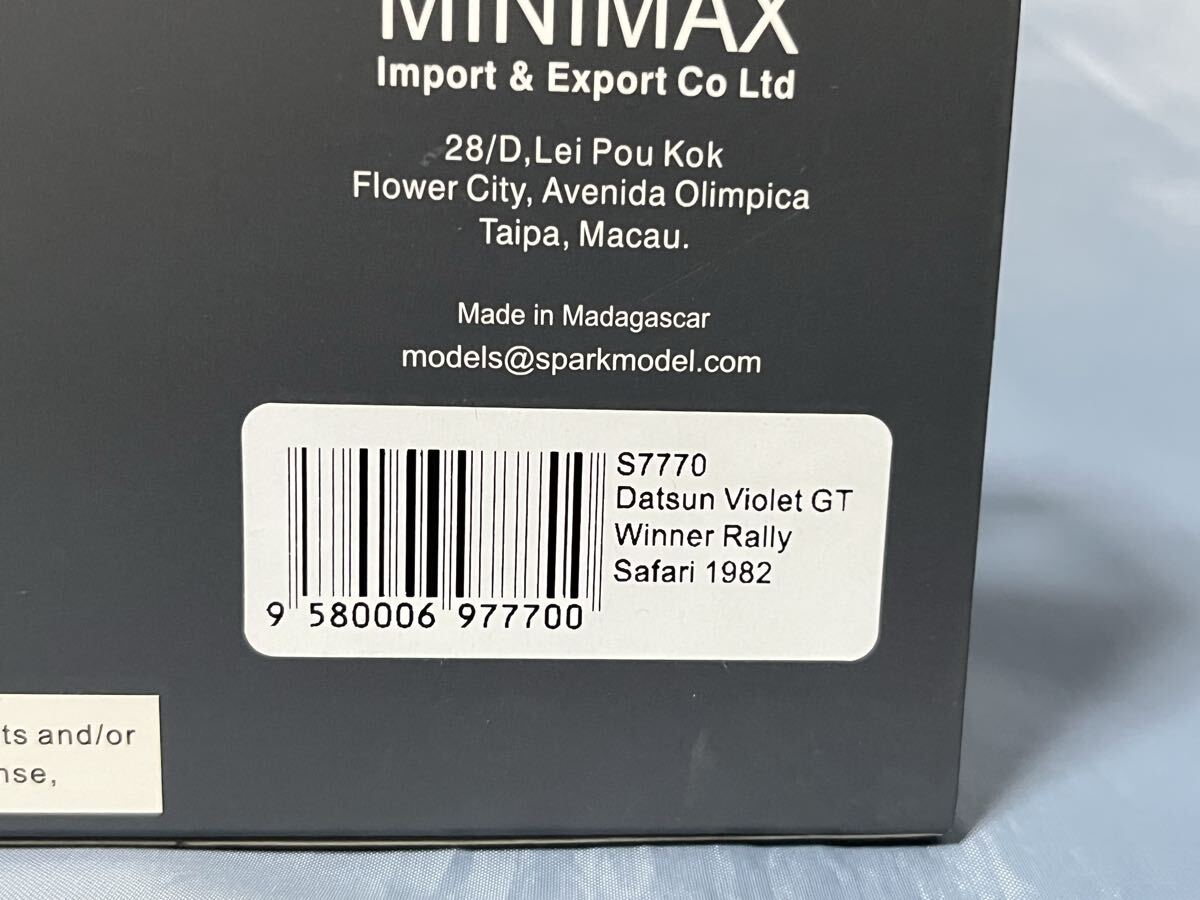 MINIMAX
Import & Export Co Ltd
28/D,Lei Pou Kok
Flower City, Avenida Olimpica
Taipa, Macau.
Made in Madagascar
models@sparkmodel.com
S7770
Datsun Violet GT
Winner Rally
Safari 1982
9 580006 977700
ts and/or
nse,